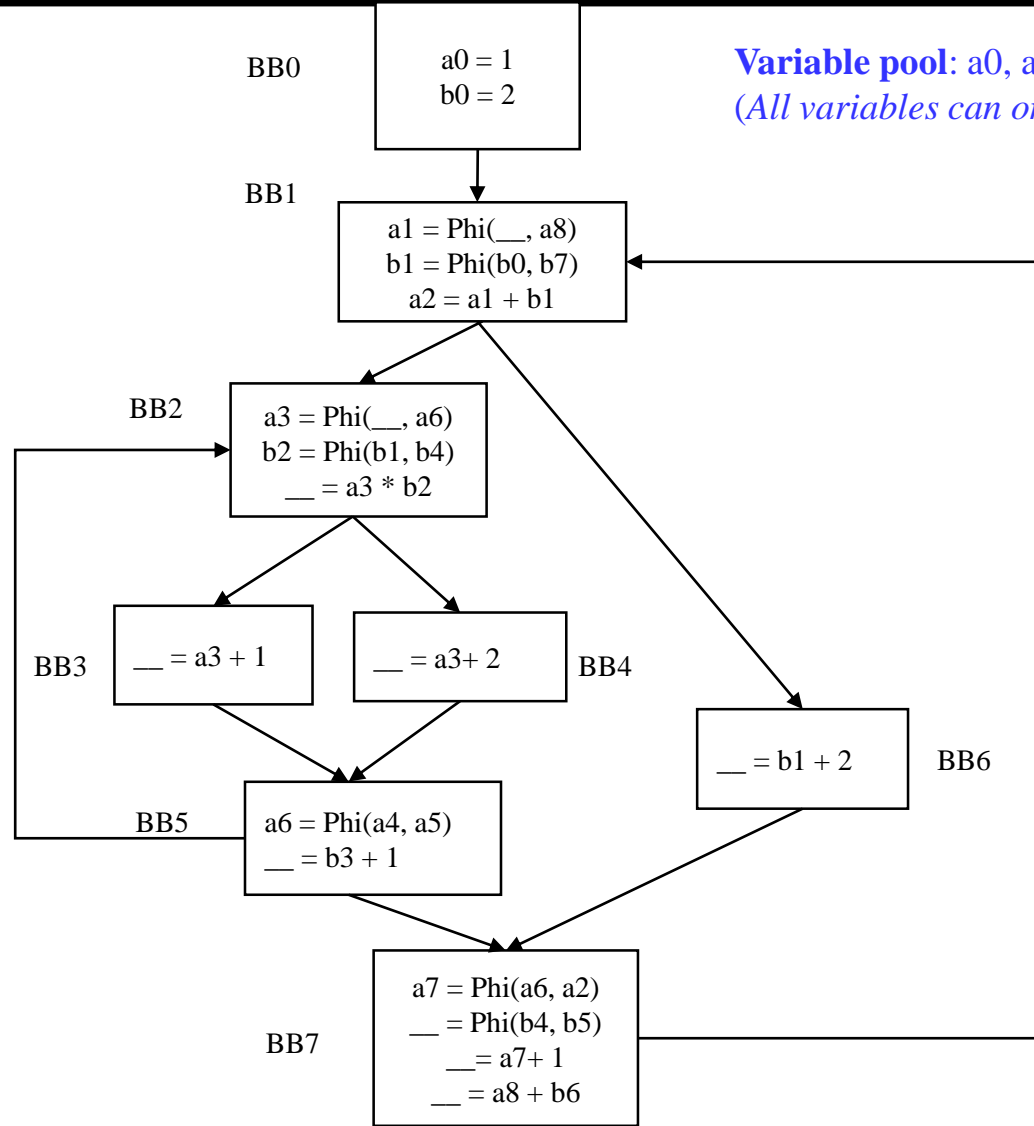 BB0
a0 = 1
b0 = 2
Variable pool: a0, a
(All variables can
BB1
a1 = Phi(__, a8)
b1 = Phi(b0, b7)
a2 = a1 + b1
BB2
a3 = Phi(__, a6)
b2 = Phi(b1, b4)
__ = a3 * b2
BB3
__ = a3 + 1
__ = a3+ 2
BB4
__ = b1 + 2
BB6
BB5
a6 = Phi(a4, a5)
__ = b3 + 1
BB7
a7 = Phi(a6, a2)
__ = Phi(b4, b5)
__= a7+ 1
__ = a8 + b6